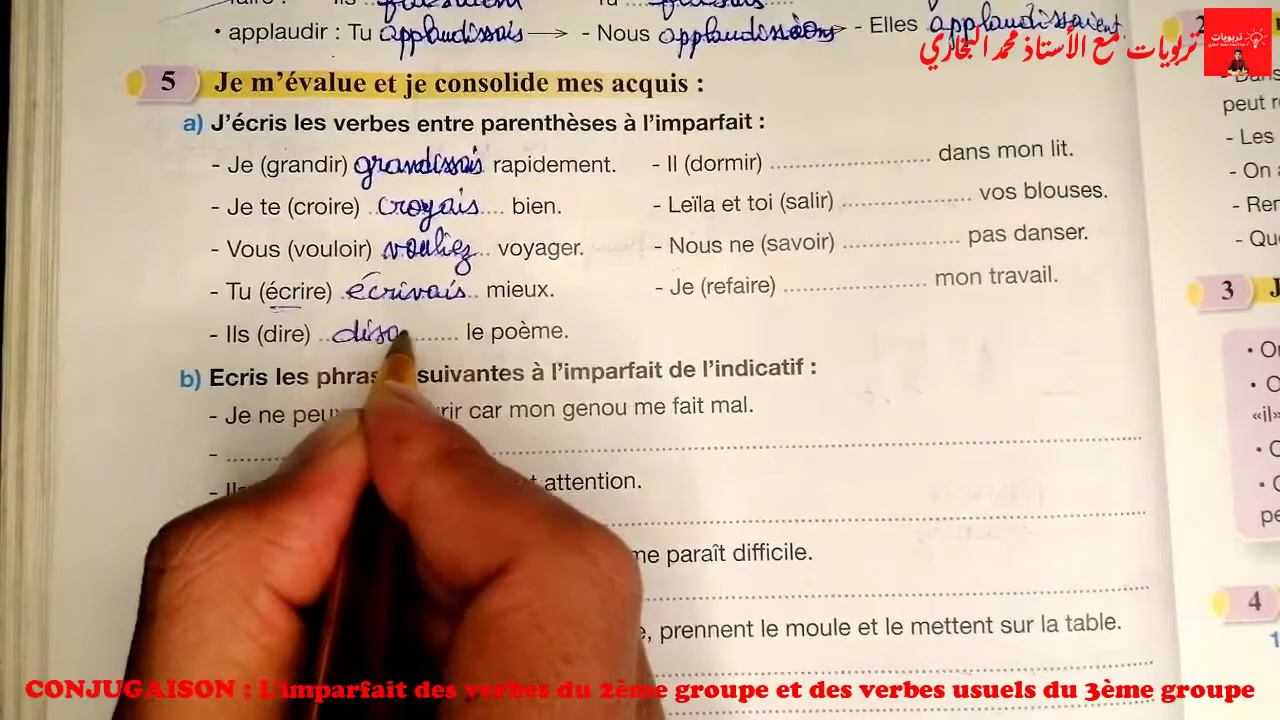 • applaudir : Tu applaudissais → - Nous applaudissions → - Elles applaudissaient.
تربويات مع الأستاذ محمد البخاري
تربويات
5 Je m'évalue et je consolide mes acquis :
a) J'écris les verbes entre parenthèses à l'imparfait :
- Je (grandir) grandissais rapidement. - Il (dormir) .............................. dans mon lit.
- Je te (croire) ..croyais.... bien. - Leïla et toi (salir) ........................ vos blouses.
- Vous (vouloir) vouliez... voyager. - Nous ne (savoir) ...................... pas danser.
- Tu (écrire) .écrivais.. mieux. - Je (refaire) .......................... mon travail.
- Ils (dire) ..disa........ le poème.
b) Ecris les phrases suivantes à l'imparfait de l'indicatif :
- Je ne peu rir car mon genou me fait mal.
- ..............................
- Ils attention.
me paraît difficile.
, prennent le moule et le mettent sur la table.
peut
- Les
- On
3
«il»
4
CONJUGAISON : L'imparfait des verbes du 2ème groupe et des verbes usuels du 3ème groupe